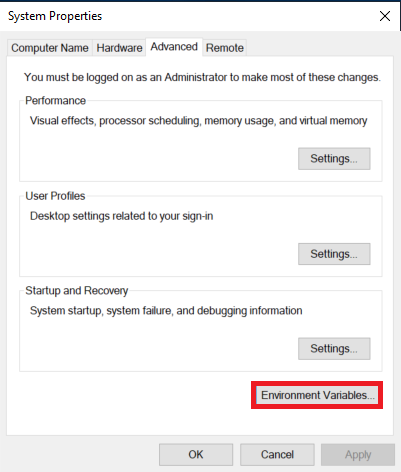 System Properties
Computer Name Hardware Advanced Remote
You must be logged on as an Administrator to make most of these changes.
Performance
Visual effects, processor scheduling, memory usage, and virtual memory
Settings...
User Profiles
Desktop settings related to your sign-in
Settings...
Startup and Recovery
System startup, system failure, and debugging information
Settings...
Environment Variables...
OK Cancel Apply